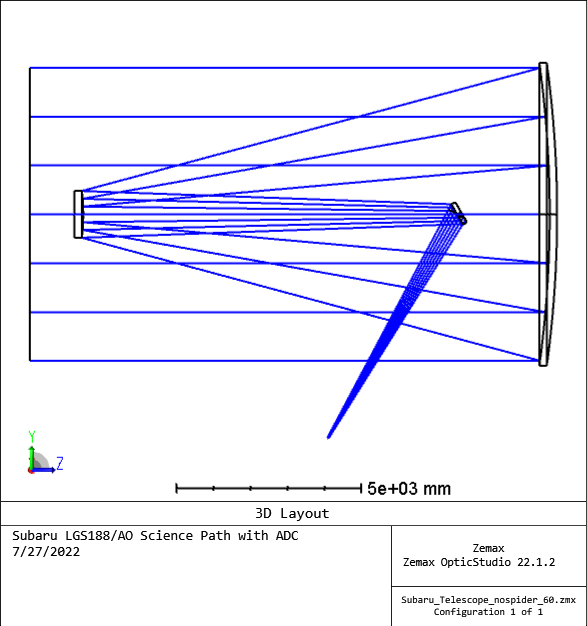 Y
Z
5e+03 mm
3D Layout
Subaru LGS188/AO Science Path with ADC
7/27/2022
Zemax
Zemax OpticStudio 22.1.2
Subaru_Telescope_nospider_60.zmx
Configuration 1 of 1